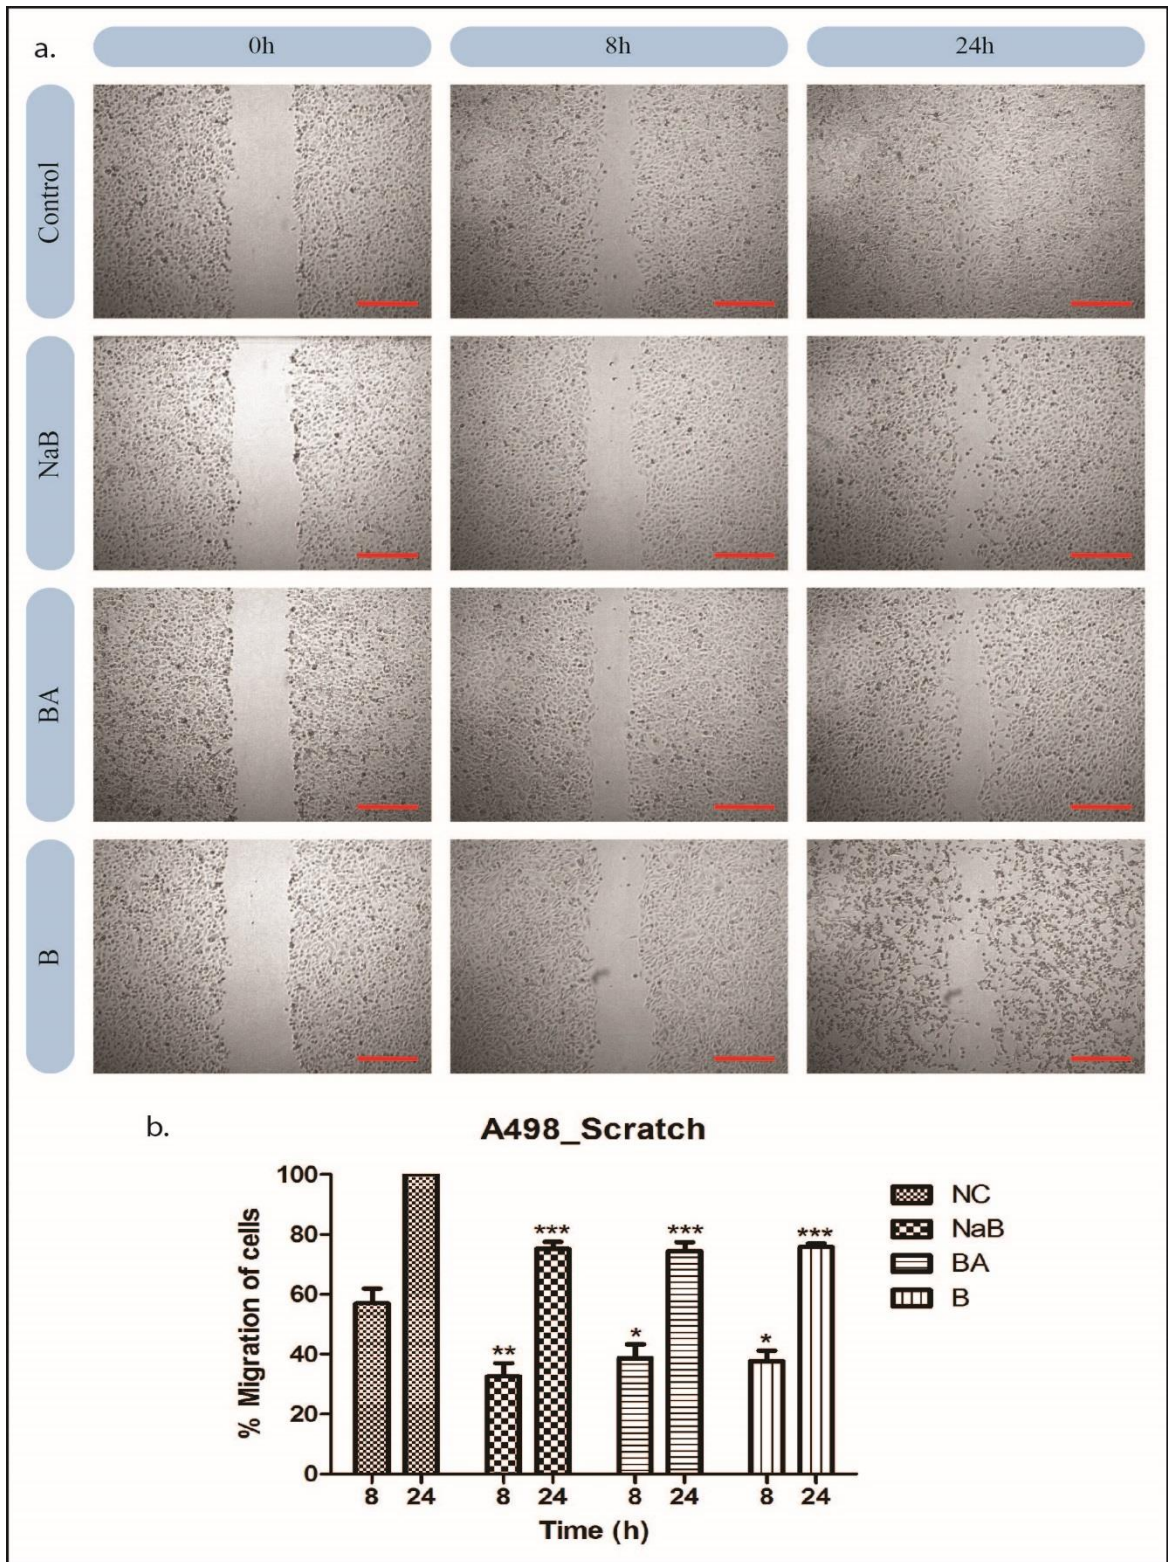 a.
0h 8h 24h
Control
NaB
BA
B
b.
A498_Scratch
% Migration of cells
100
80
60
40
20
0
** *** * *** * ***
8 24 8 24 8 24 8 24
Time (h)
NC
NaB
BA
B